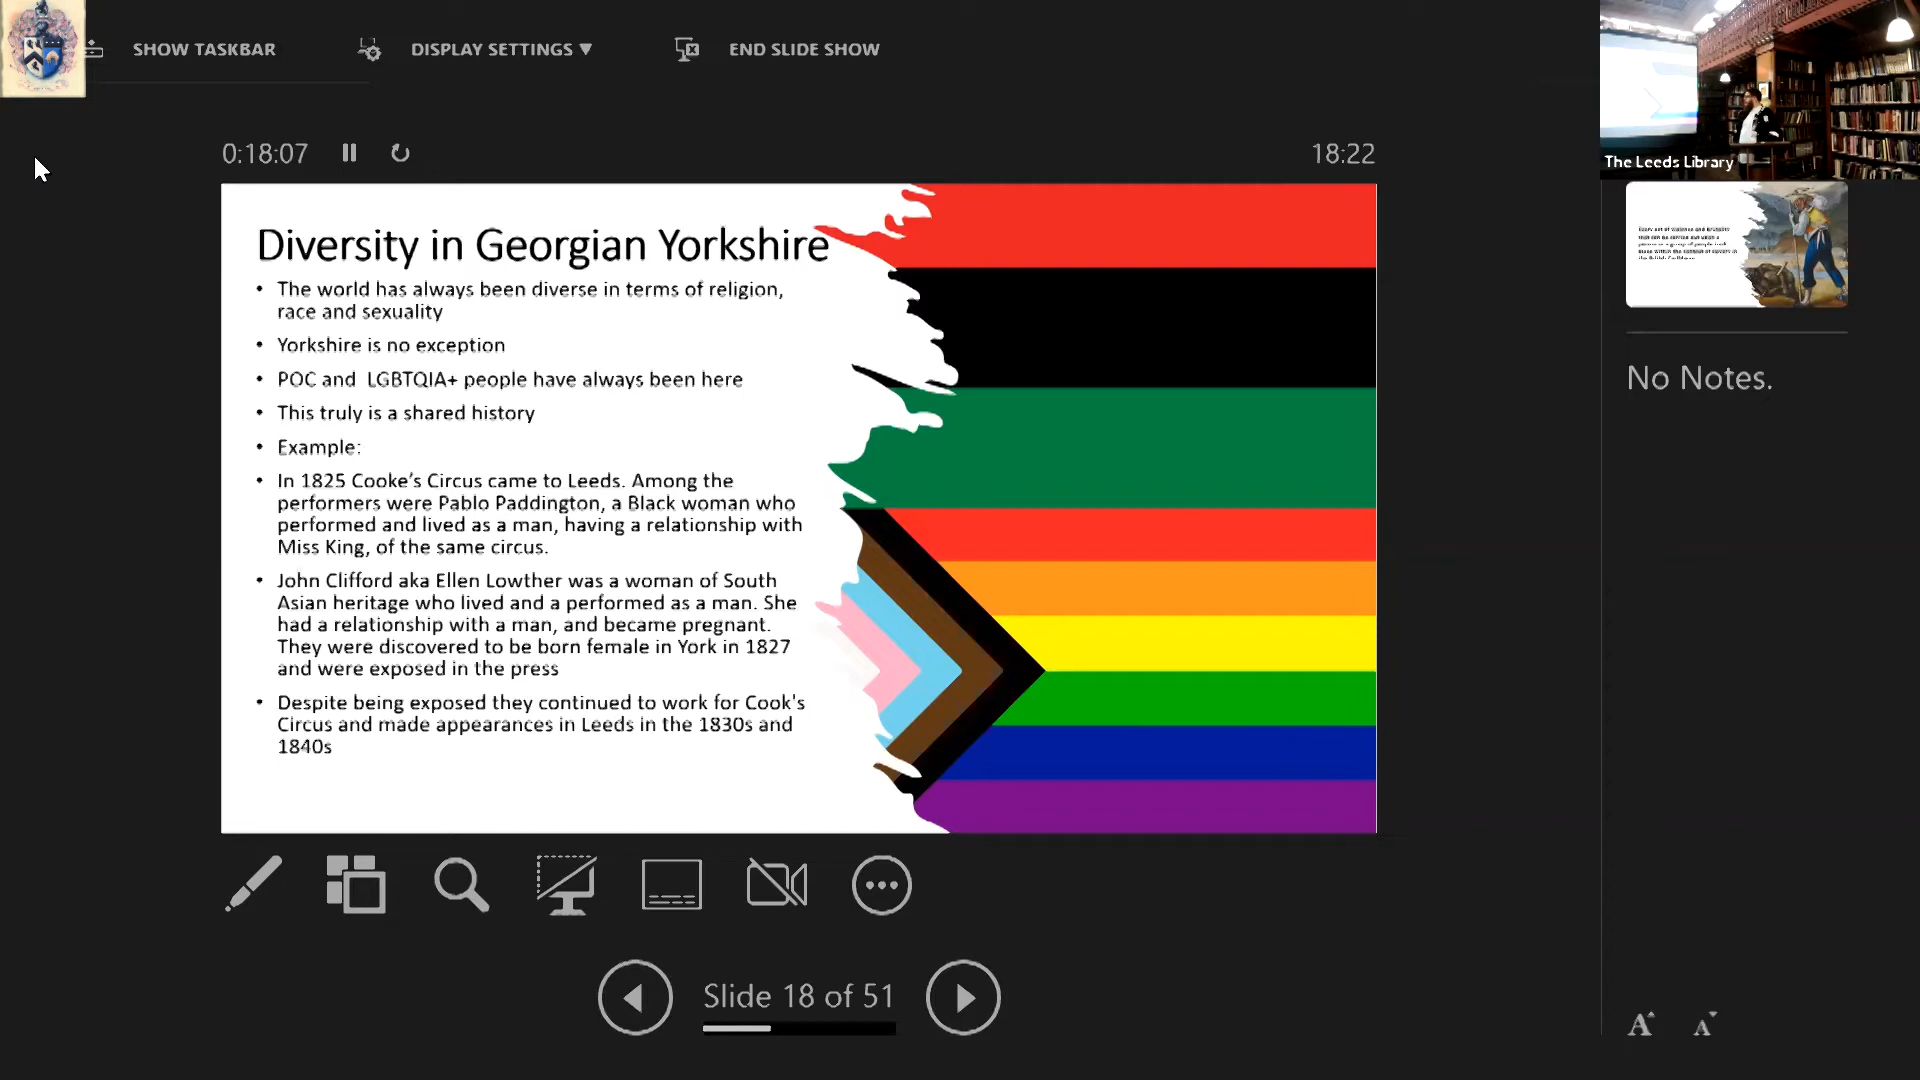 SHOW TASKBAR
DISPLAY SETTINGS ▼
END SLIDE SHOW
The Leeds Library
0:18:07
18:22
Diversity in Georgian Yorkshire
• The world has always been diverse in terms of religion,
race and sexuality
• Yorkshire is no exception
• POC and LGBTQIA+ people have always been here
• This truly is a shared history
• Example:
• In 1825 Cooke’s Circus came to Leeds. Among the
performers were Pablo Paddington, a Black woman who
performed and lived as a man, having a relationship with
Miss King, of the same circus.
• John Clifford aka Ellen Lowther was a woman of South
Asian heritage who lived and a performed as a man. She
had a relationship with a man, and became pregnant.
They were discovered to be born female in York in 1827
and were exposed in the press
• Despite being exposed they continued to work for Cook's
Circus and made appearances in Leeds in the 1830s and
1840s
No Notes.
Slide 18 of 51
A A